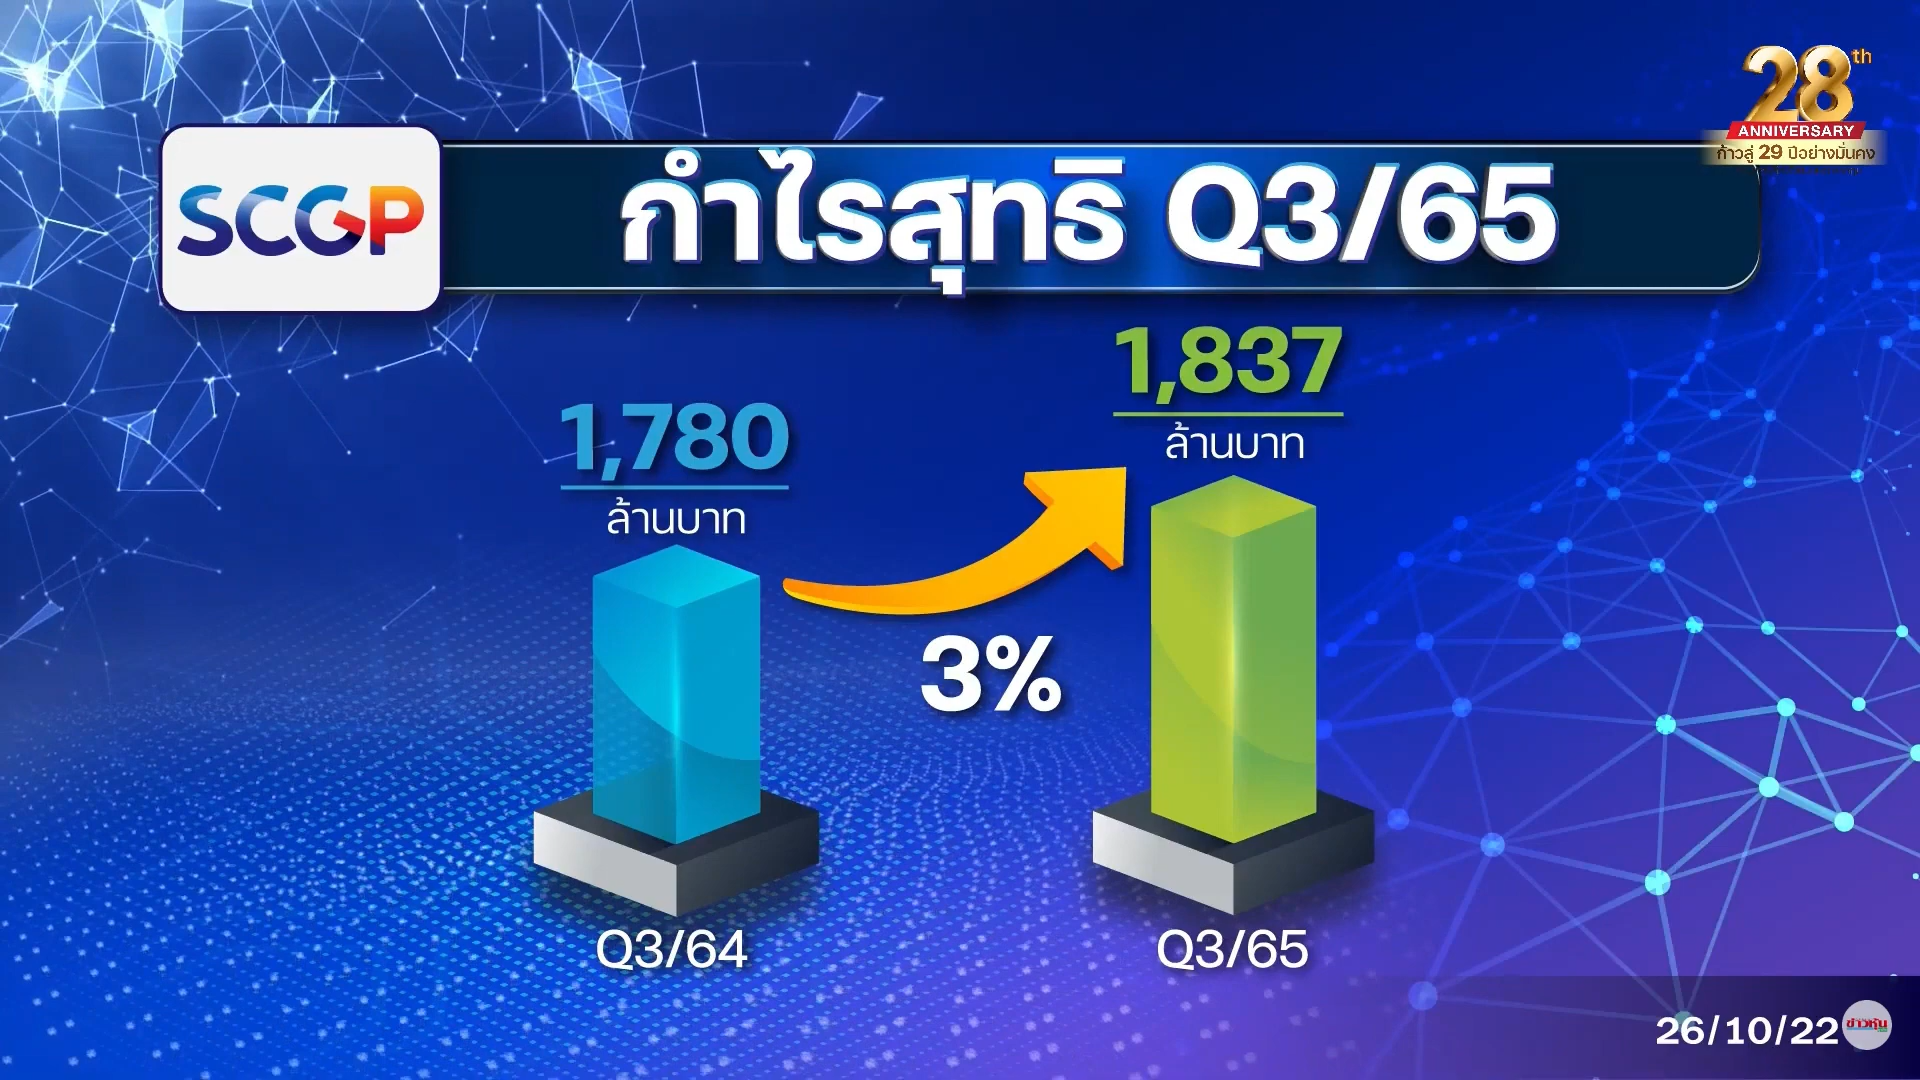 28th
ANNIVERSARY
ก้าวสู่ 29 ปีอย่างมั่นคง
SCGP
กำไรสุทธิ Q3/65
1,837
ล้านบาท
1,780
ล้านบาท
3%
Q3/64
Q3/65
26/10/22
ข่าวหุ้น